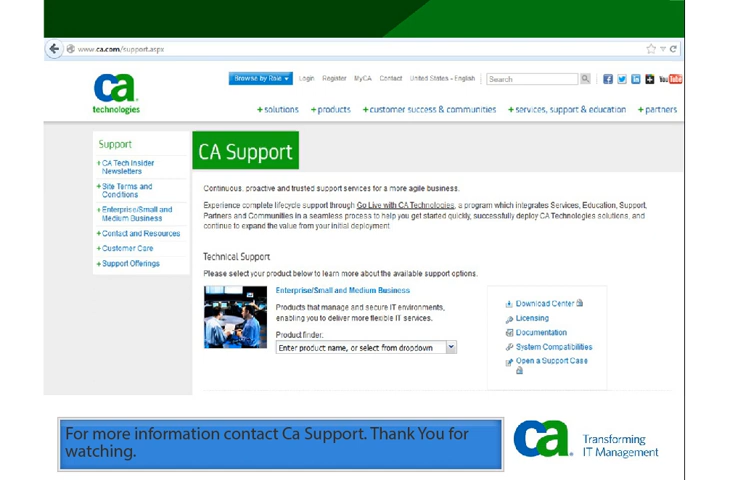 www.ca.com/support.aspx
ca
technologies
Browse by Role Login Register MyCA Contact United States - English Search You Tube
+ solutions + products + customer success & communities + services, support & education + partners
Support
+ CA Tech Insider
Newsletters
+ Site Terms and
Conditions
+ Enterprise/Small and
Medium Business
+ Contact and Resources
+ Customer Care
+ Support Offerings
CA Support
Continuous, proactive and trusted support services for a more agile business.
Experience complete lifecycle support through Go Live with CA Technologies, a program which integrates Services, Education, Support,
Partners and Communities in a seamless process to help you get started quickly, successfully deploy CA Technologies solutions, and
continue to expand the value from your initial deployment
Technical Support
Please select your product below to learn more about the available support options.
Enterprise/Small and Medium Business
Products that manage and secure IT environments,
enabling you to deliver more flexible IT services.
Product finder:
Enter product name, or select from dropdown
Download Center
Licensing
Documentation
System Compatibilities
Open a Support Case
For more information contact Ca Support. Thank You for
watching.
ca
Transforming
IT Management